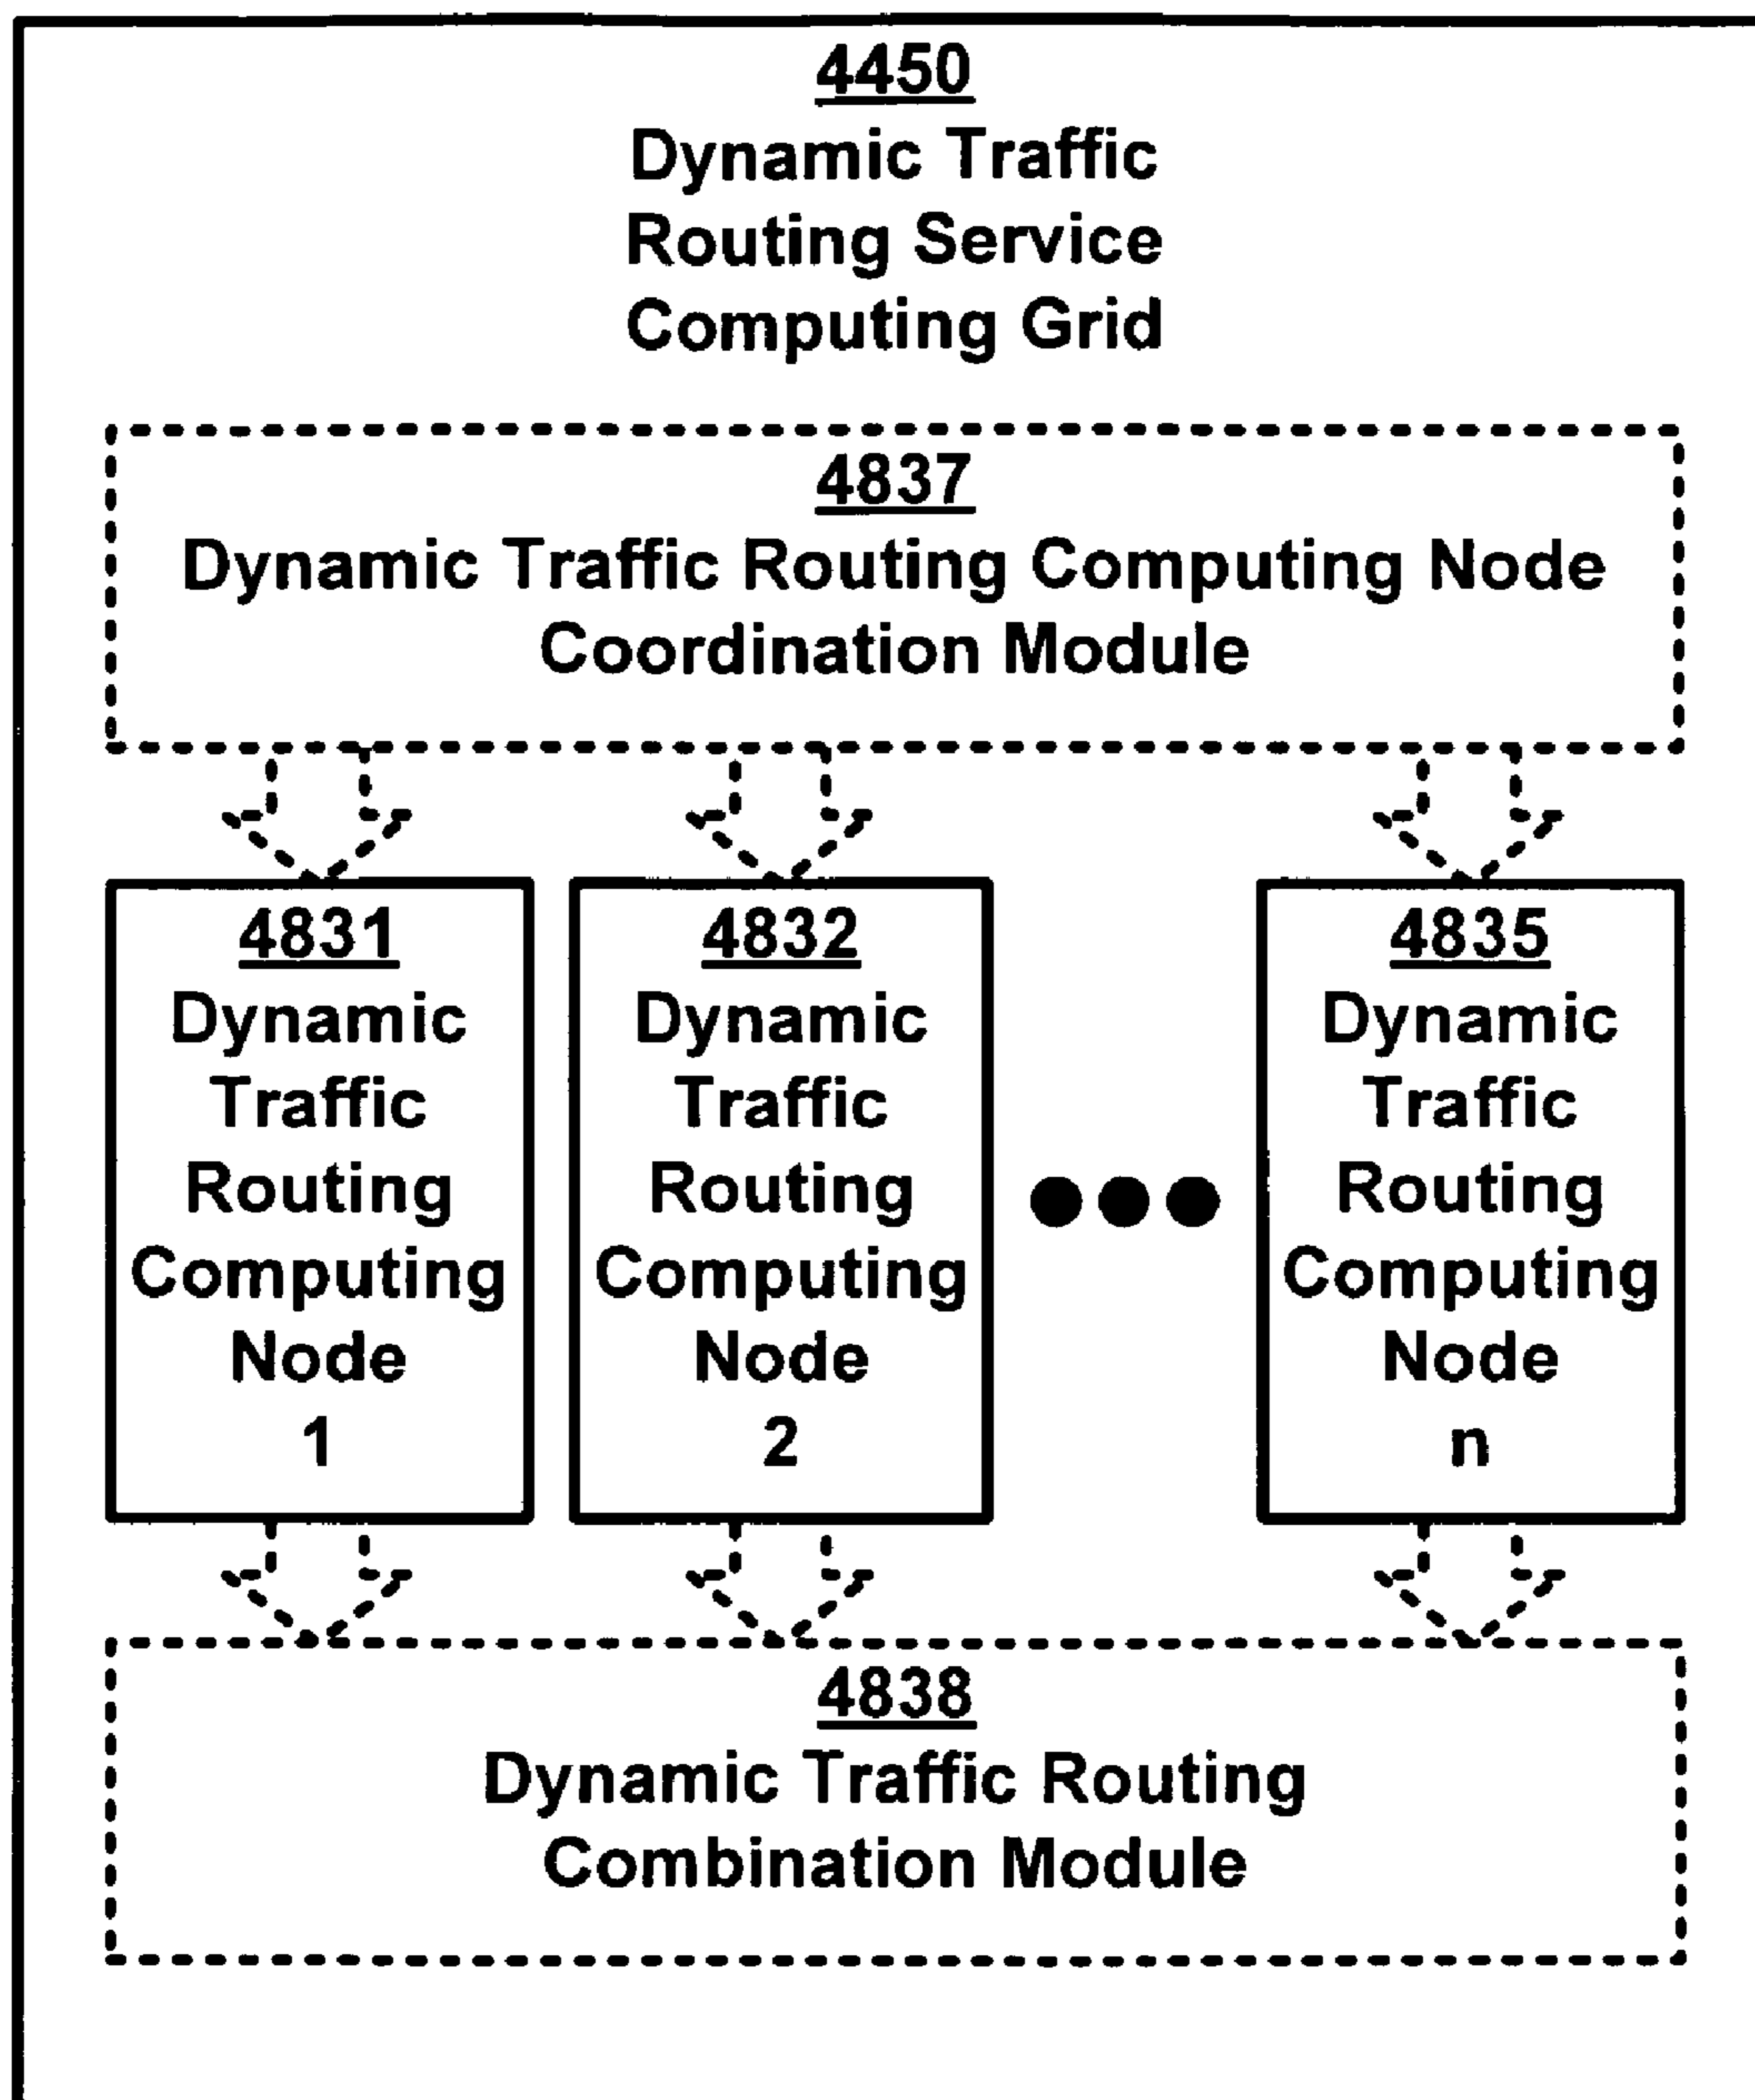 4450
Dynamic Traffic
Routing Service
Computing Grid
4837
Dynamic Traffic Routing Computing Node
Coordination Module
4831
Dynamic
Traffic
Routing
Computing
Node
1
4832
Dynamic
Traffic
Routing
Computing
Node
2
4835
Dynamic
Traffic
Routing
Computing
Node
n
4838
Dynamic Traffic Routing
Combination Module